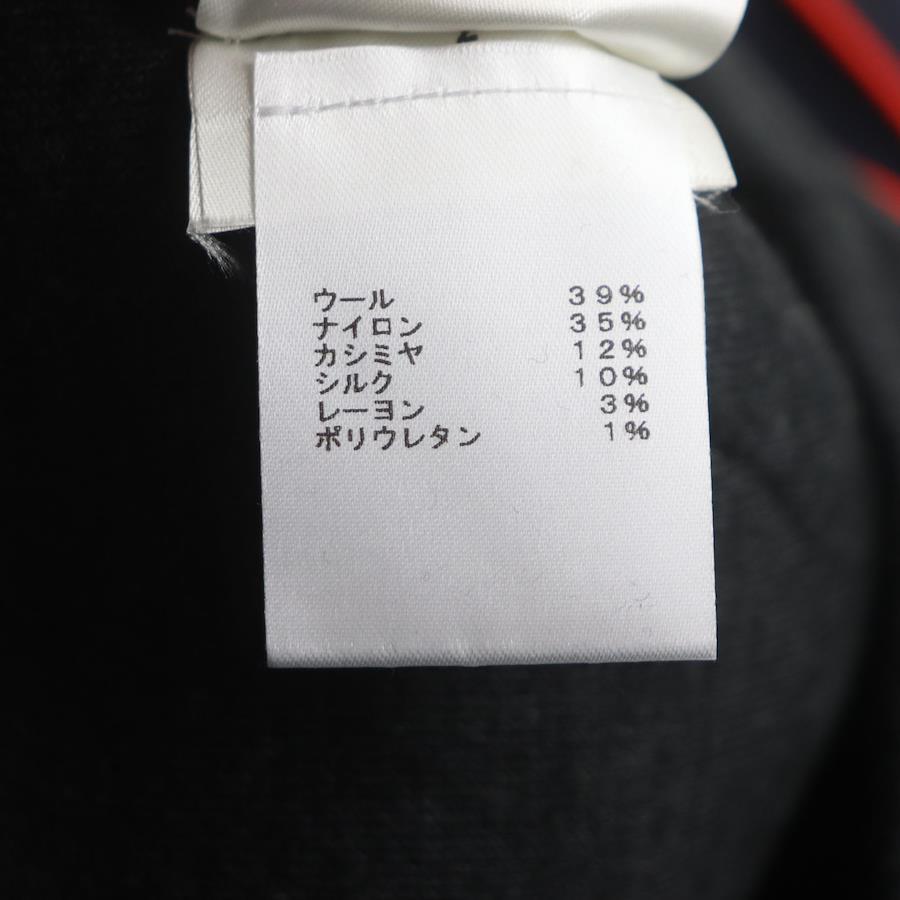 ウール 39%
ナイロン 35%
カシミヤ 12%
シルク 10%
レーヨン 3%
ポリウレタン 1%